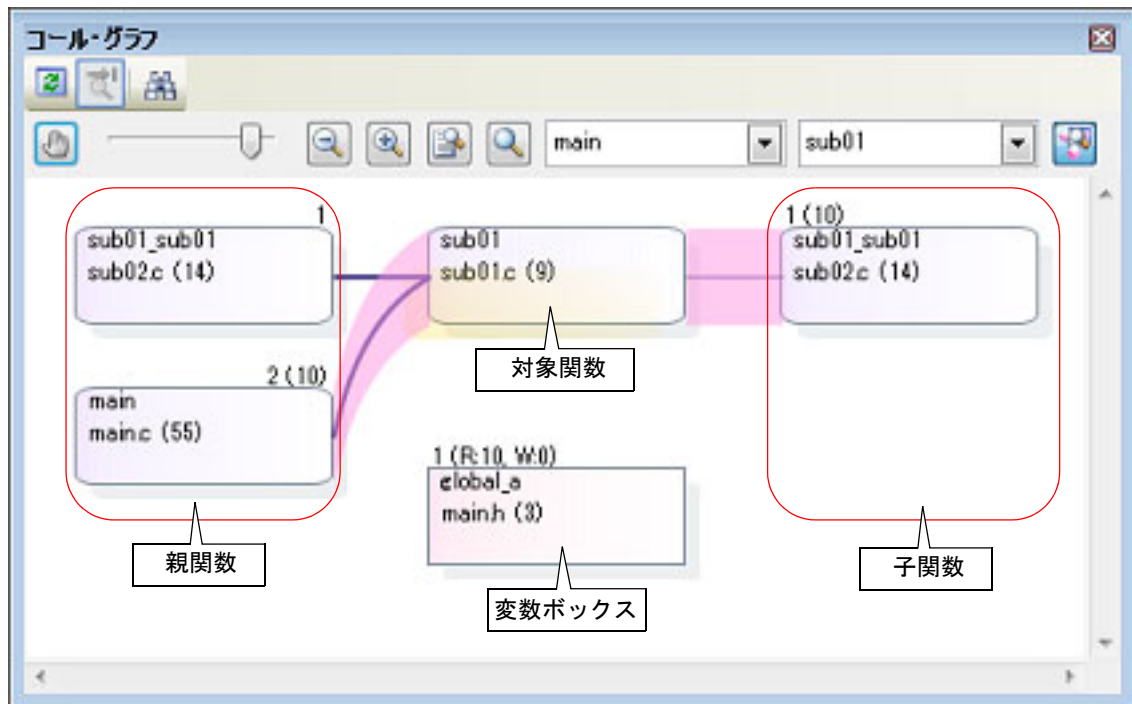 コール・グラフ
main
sub01
1
sub01_sub01
sub02.c (14)
sub01
sub01.c (9)
1 (10)
sub01_sub01
sub02.c (14)
対象関数
2 (10)
main
main.c (55)
1 (R:10, W:0)
global_a
main.h (3)
親関数
変数ボックス
子関数